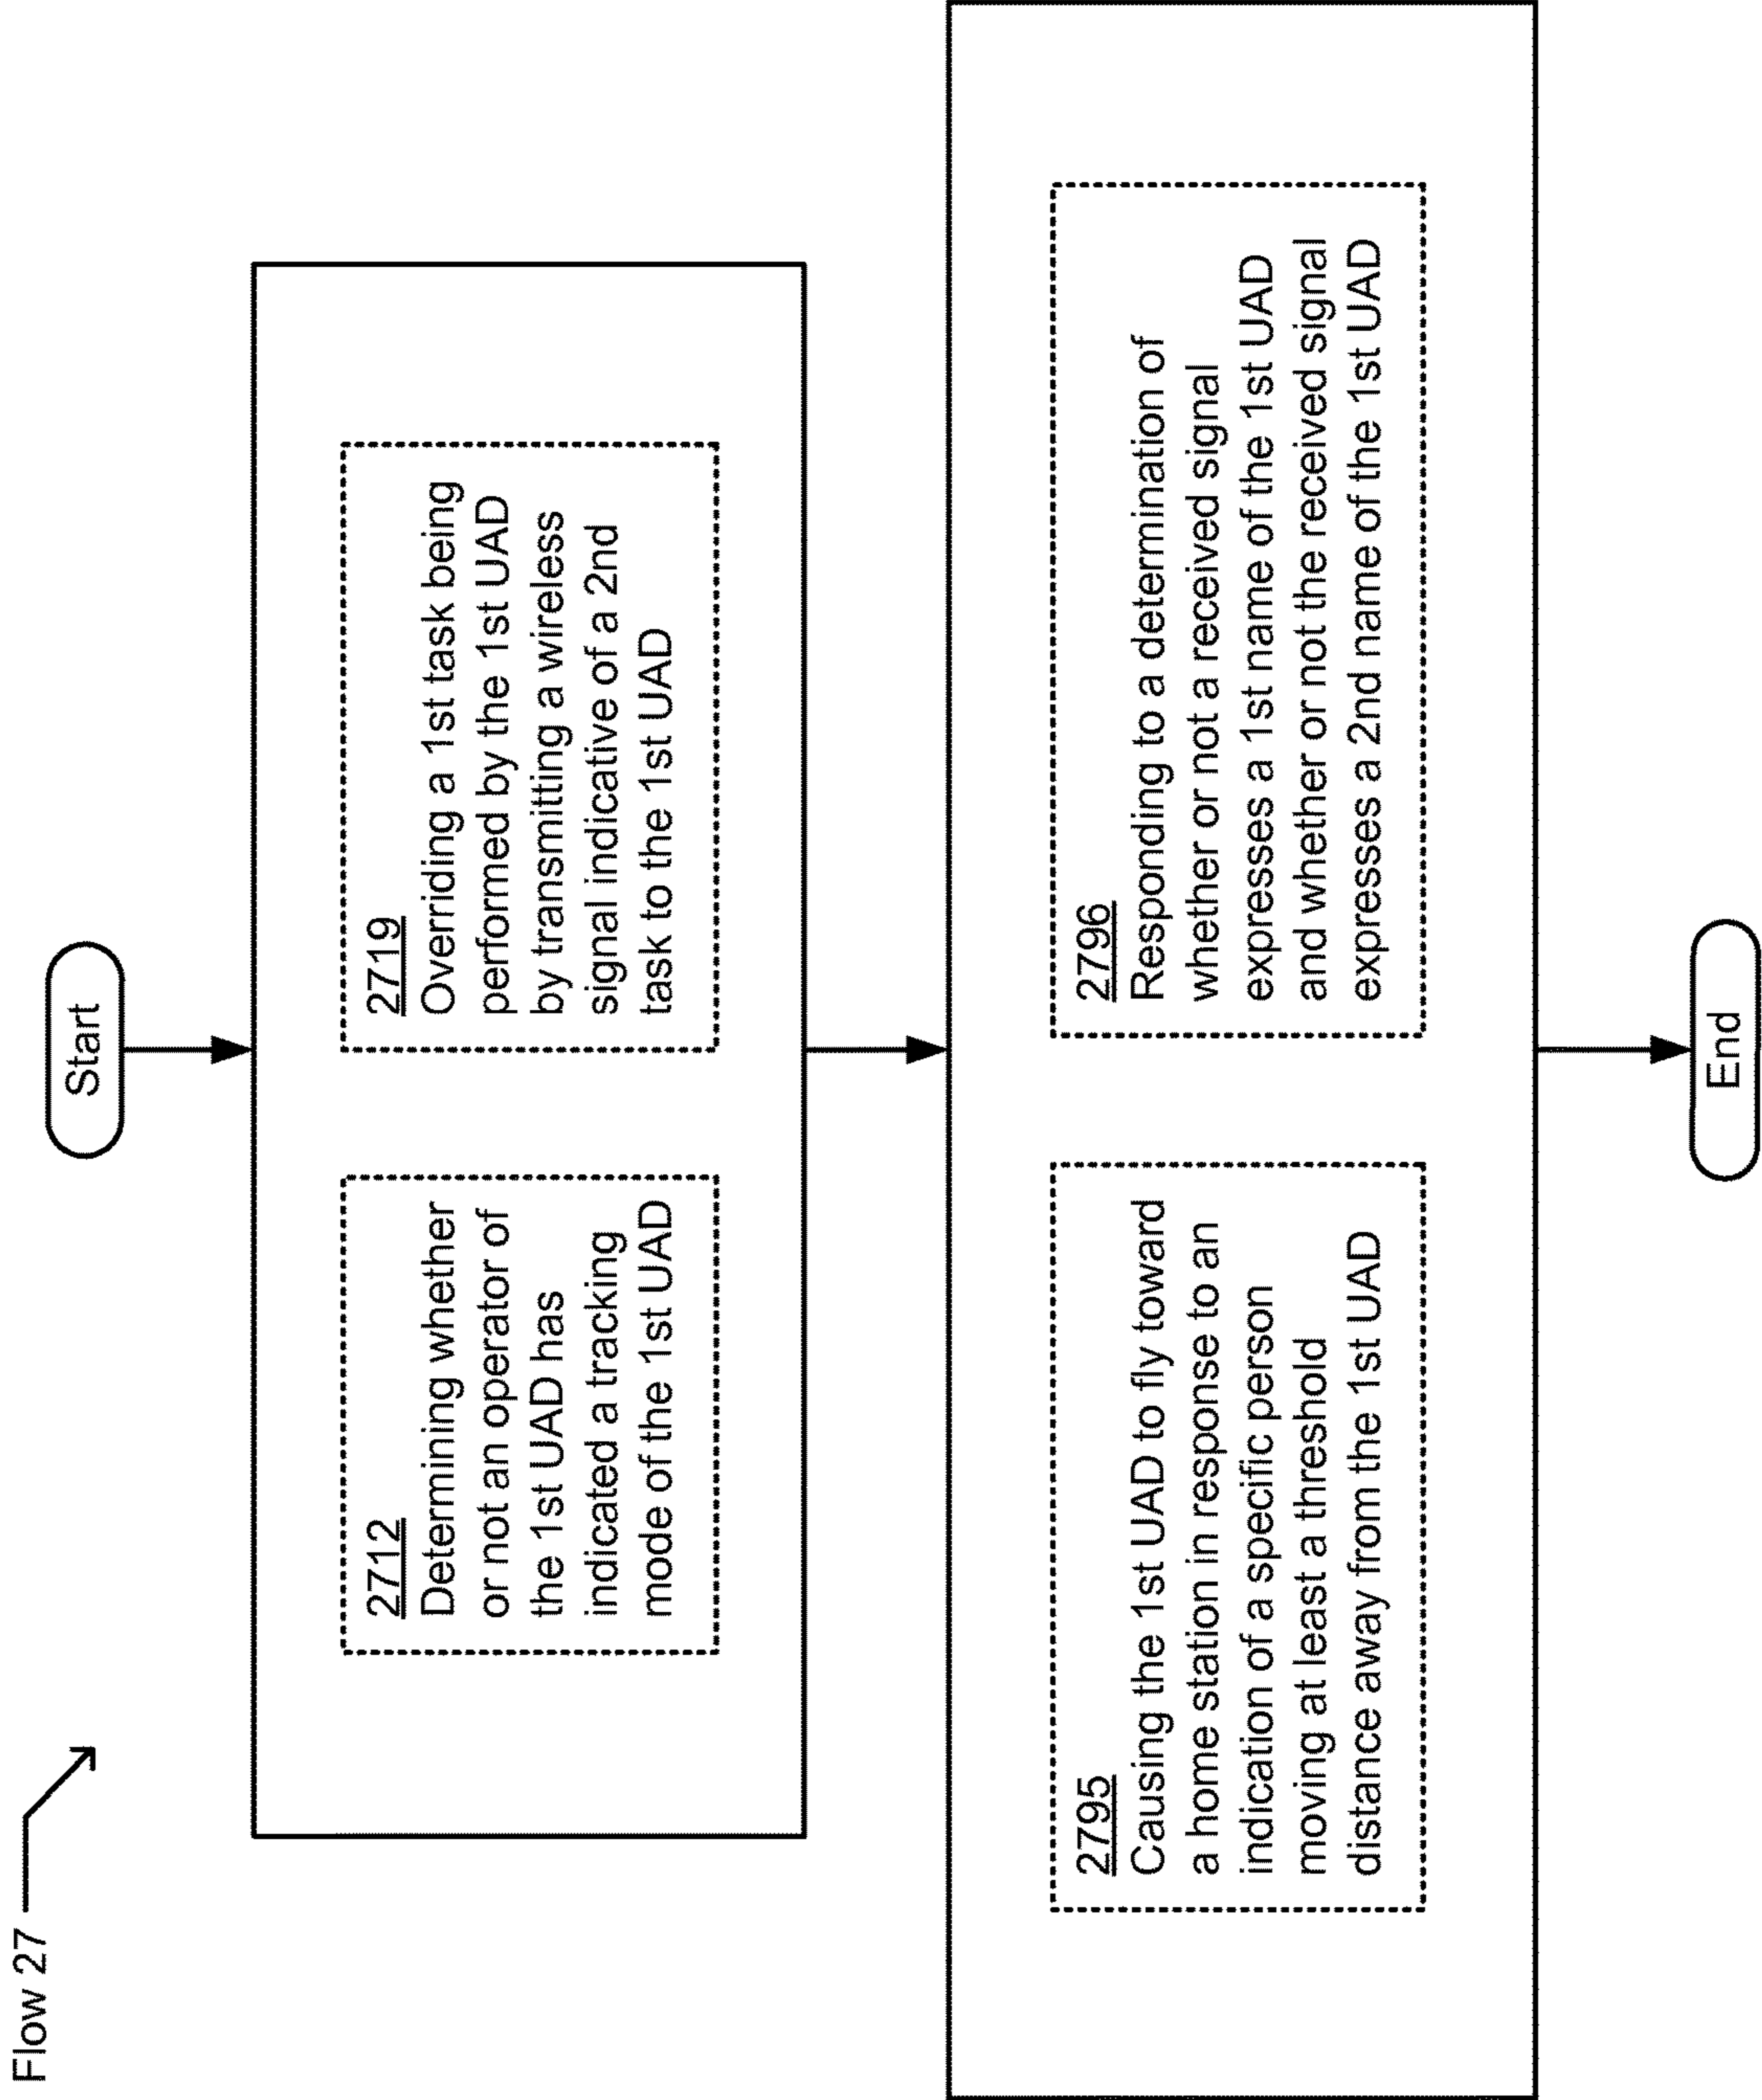 Flow 27
Start
2712
Determining whether
or not an operator of
the 1st UAD has
indicated a tracking
mode of the 1st UAD
2719
Overriding a 1st task being
performed by the 1st UAD
by transmitting a wireless
signal indicative of a 2nd
task to the 1st UAD
2795
Causing the 1st UAD to fly toward
a home station in response to an
indication of a specific person
moving at least a threshold
distance away from the 1st UAD
2796
Responding to a determination of
whether or not a received signal
expresses a 1st name of the 1st UAD
and whether or not the received signal
expresses a 2nd name of the 1st UAD
End